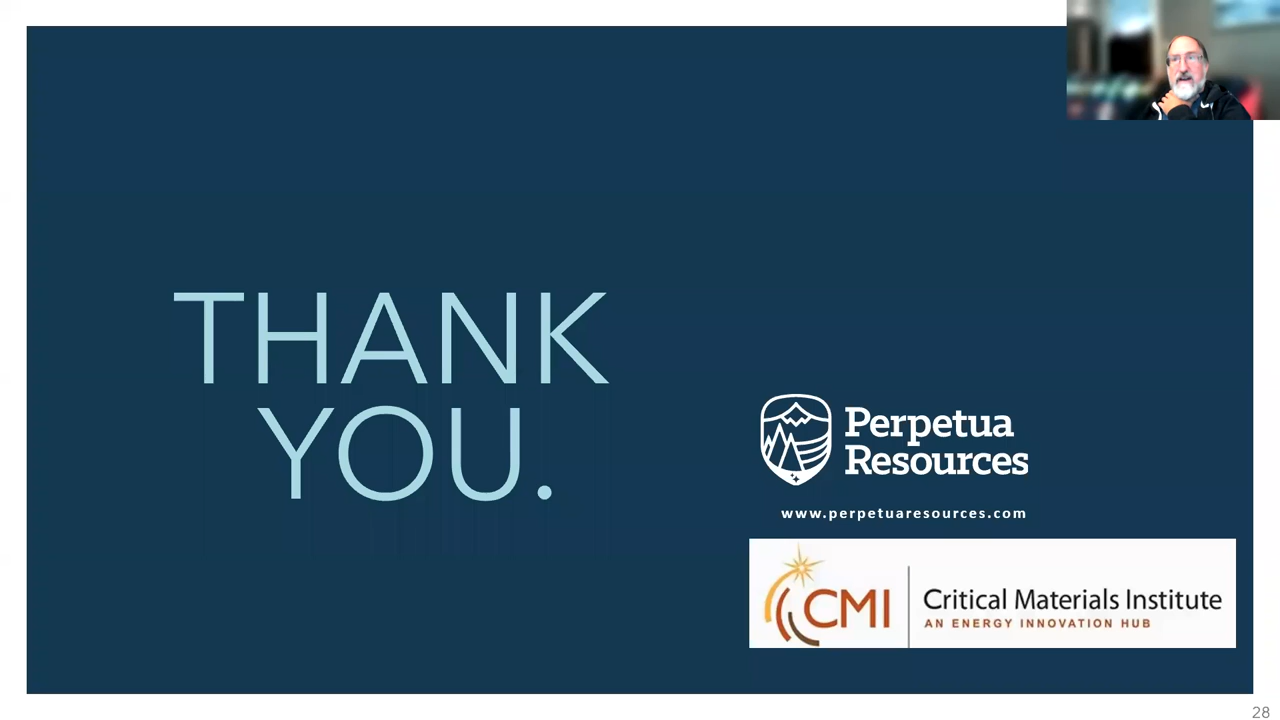 THANK
YOU.
Perpetua
Resources
www.perpetuaresources.com
CMI
Critical Materials Institute
AN ENERGY INNOVATION HUB
28